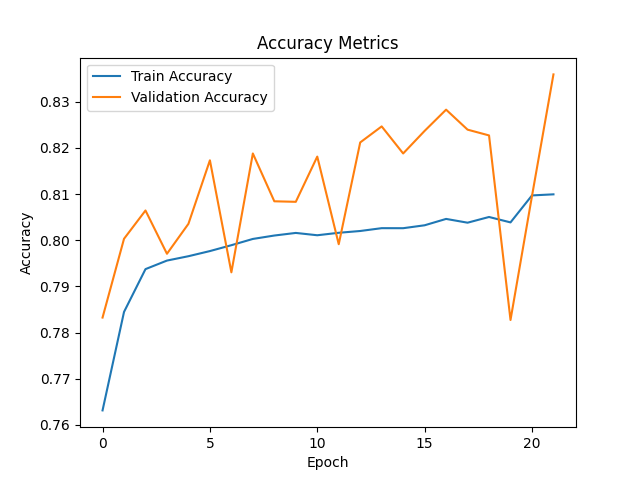 Accuracy Metrics
Train Accuracy
Validation Accuracy
0.83
0.82
0.81
0.80
0.79
0.78
0.77
0.76
Accuracy
0 5 10 15 20
Epoch